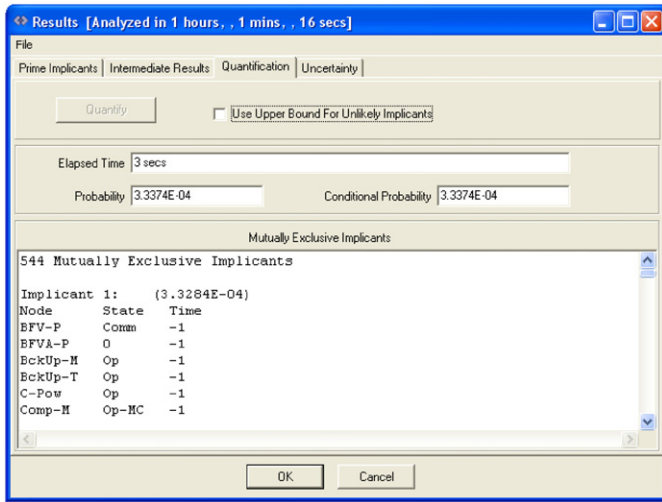 Results [Analyzed in 1 hours, , 1 mins, , 16 secs]
File
Prime Implicants Intermediate Results Quantification Uncertainty
Quantify Use Upper Bound For Unlikely Implicants
Elapsed Time 3 secs
Probability 3.3374E-04 Conditional Probability 3.3374E-04
Mutually Exclusive Implicants
544 Mutually Exclusive Implicants
Implicant 1: (3.3284E-04)
Node State Time
BFV-P Comm -1
BFVA-P 0 -1
BckUp-M Op -1
BckUp-T Op -1
C-Pow Op -1
Comp-M Op-MC -1
OK Cancel